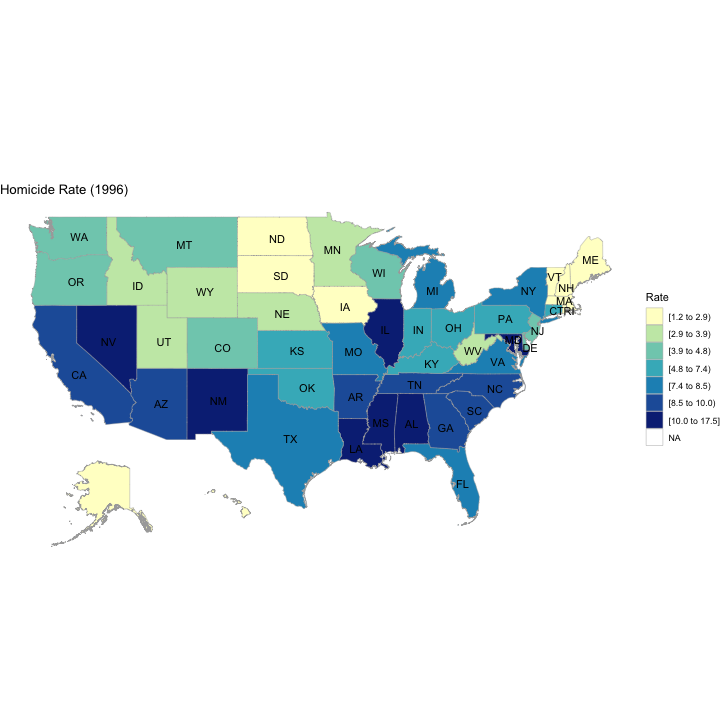 Homicide Rate (1996)
WA
MT
ND
MN
ME
VT
NH
OR
ID
SD
WI
MI
NY
MA
WY
IA
CTRI
NE
PA
NJ
NV
UT
CO
IL
IN
OH
DE
KS
MO
WV
VA
CA
KY
OK
TN
NC
AZ
NM
AR
SC
MS
AL
GA
TX
LA
FL
Rate
[1.2 to 2.9)
[2.9 to 3.9)
[3.9 to 4.8)
[4.8 to 7.4)
[7.4 to 8.5)
[8.5 to 10.0)
[10.0 to 17.5]
NA